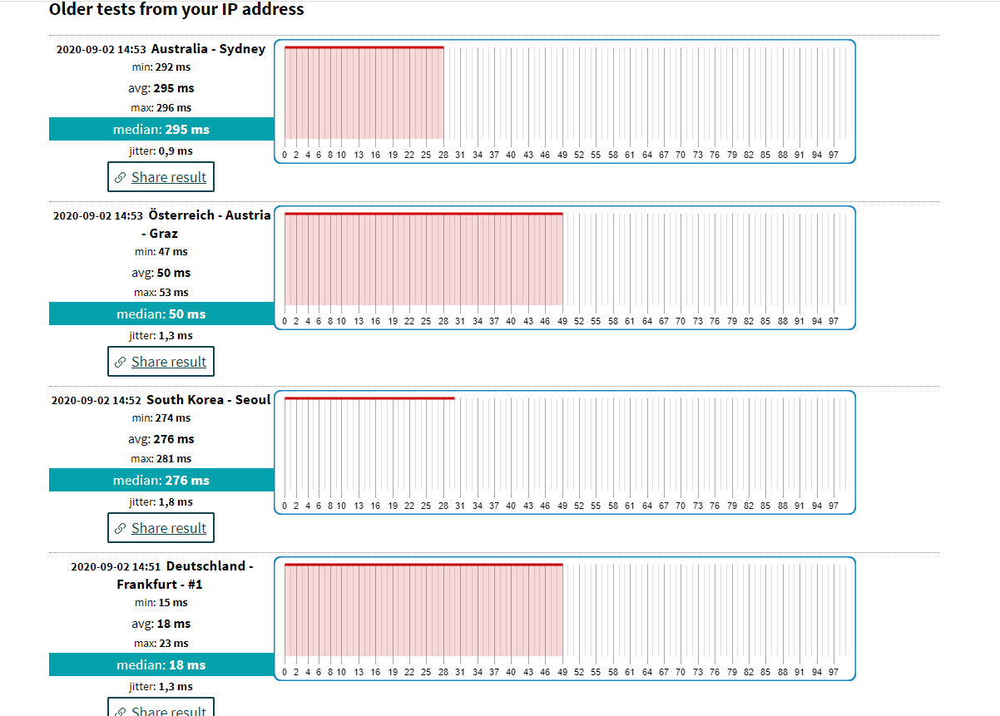 Older tests from your IP address
2020-09-02 14:53 Australia - Sydney
min: 292 ms
avg: 295 ms
max: 296 ms
median: 295 ms
jitter: 0,9 ms
Share result
0 2 4 6 8 10 13 16 19 22 25 28 31 34 37 40 43 46 49 52 55 58 61 64 67 70 73 76 79 82 85 88 91 94 97
2020-09-02 14:53 Österreich - Austria
- Graz
min: 47 ms
avg: 50 ms
max: 53 ms
median: 50 ms
jitter: 1,3 ms
Share result
0 2 4 6 8 10 13 16 19 22 25 28 31 34 37 40 43 46 49 52 55 58 61 64 67 70 73 76 79 82 85 88 91 94 97
2020-09-02 14:52 South Korea - Seoul
min: 274 ms
avg: 276 ms
max: 281 ms
median: 276 ms
jitter: 1,8 ms
Share result
0 2 4 6 8 10 13 16 19 22 25 28 31 34 37 40 43 46 49 52 55 58 61 64 67 70 73 76 79 82 85 88 91 94 97
2020-09-02 14:51 Deutschland -
Frankfurt - #1
min: 15 ms
avg: 18 ms
max: 23 ms
median: 18 ms
jitter: 1,3 ms
Share result
0 2 4 6 8 10 13 16 19 22 25 28 31 34 37 40 43 46 49 52 55 58 61 64 67 70 73 76 79 82 85 88 91 94 97